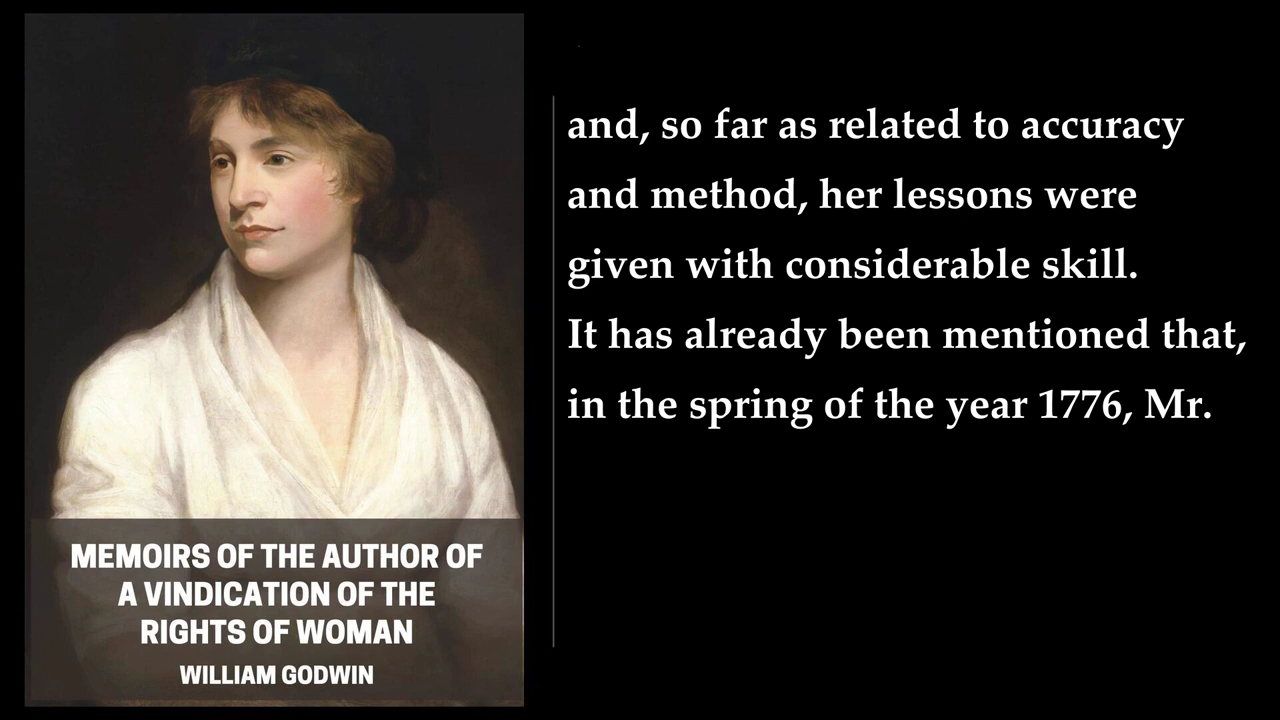 MEMOIRS OF THE AUTHOR OF
A VINDICATION OF THE
RIGHTS OF WOMAN
WILLIAM GODWIN
and, so far as related to accuracy
and method, her lessons were
given with considerable skill.
It has already been mentioned that,
in the spring of the year 1776, Mr.